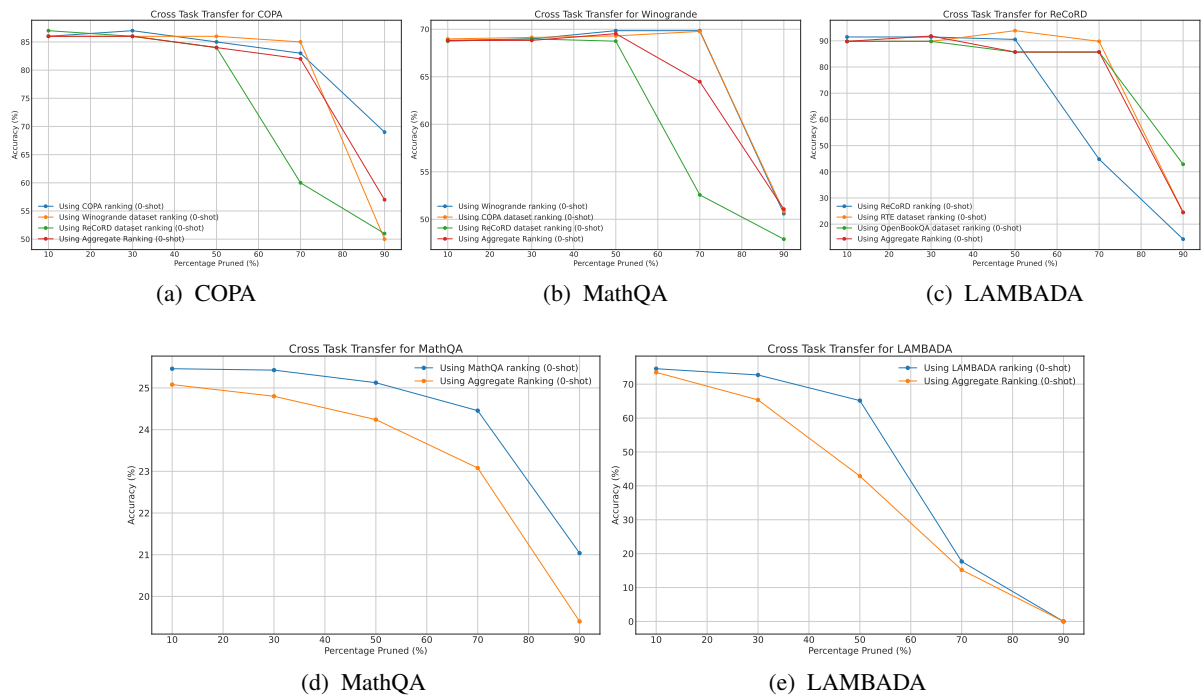 Cross Task Transfer for COPA
Accuracy (%)
85
80
75
70
65
60
55
50
Using COPA ranking (0-shot)
Using Winogrande dataset ranking (0-shot)
Using ReCoRD dataset ranking (0-shot)
Using Aggregate Ranking (0-shot)
10 20 30 40 50 60 70 80 90
Percentage Pruned (%)
(a) COPA
Cross Task Transfer for Winogrande
Accuracy (%)
70
65
60
55
50
Using Winogrande ranking (0-shot)
Using COPA dataset ranking (0-shot)
Using ReCoRD dataset ranking (0-shot)
Using Aggregate Ranking (0-shot)
10 20 30 40 50 60 70 80 90
Percentage Pruned (%)
(b) MathQA
Cross Task Transfer for ReCoRD
Accuracy (%)
90
80
70
60
50
40
30
20
Using ReCoRD ranking (0-shot)
Using RTE dataset ranking (0-shot)
Using OpenBookQA dataset ranking (0-shot)
Using Aggregate Ranking (0-shot)
10 20 30 40 50 60 70 80 90
Percentage Pruned (%)
(c) LAMBADA
Cross Task Transfer for MathQA
Accuracy (%)
25
24
23
22
21
20
Using MathQA ranking (0-shot)
Using Aggregate Ranking (0-shot)
10 20 30 40 50 60 70 80 90
Percentage Pruned (%)
(d) MathQA
Cross Task Transfer for LAMBADA
Accuracy (%)
70
60
50
40
30
20
10
0
Using LAMBADA ranking (0-shot)
Using Aggregate Ranking (0-shot)
10 20 30 40 50 60 70 80 90
Percentage Pruned (%)
(e) LAMBADA